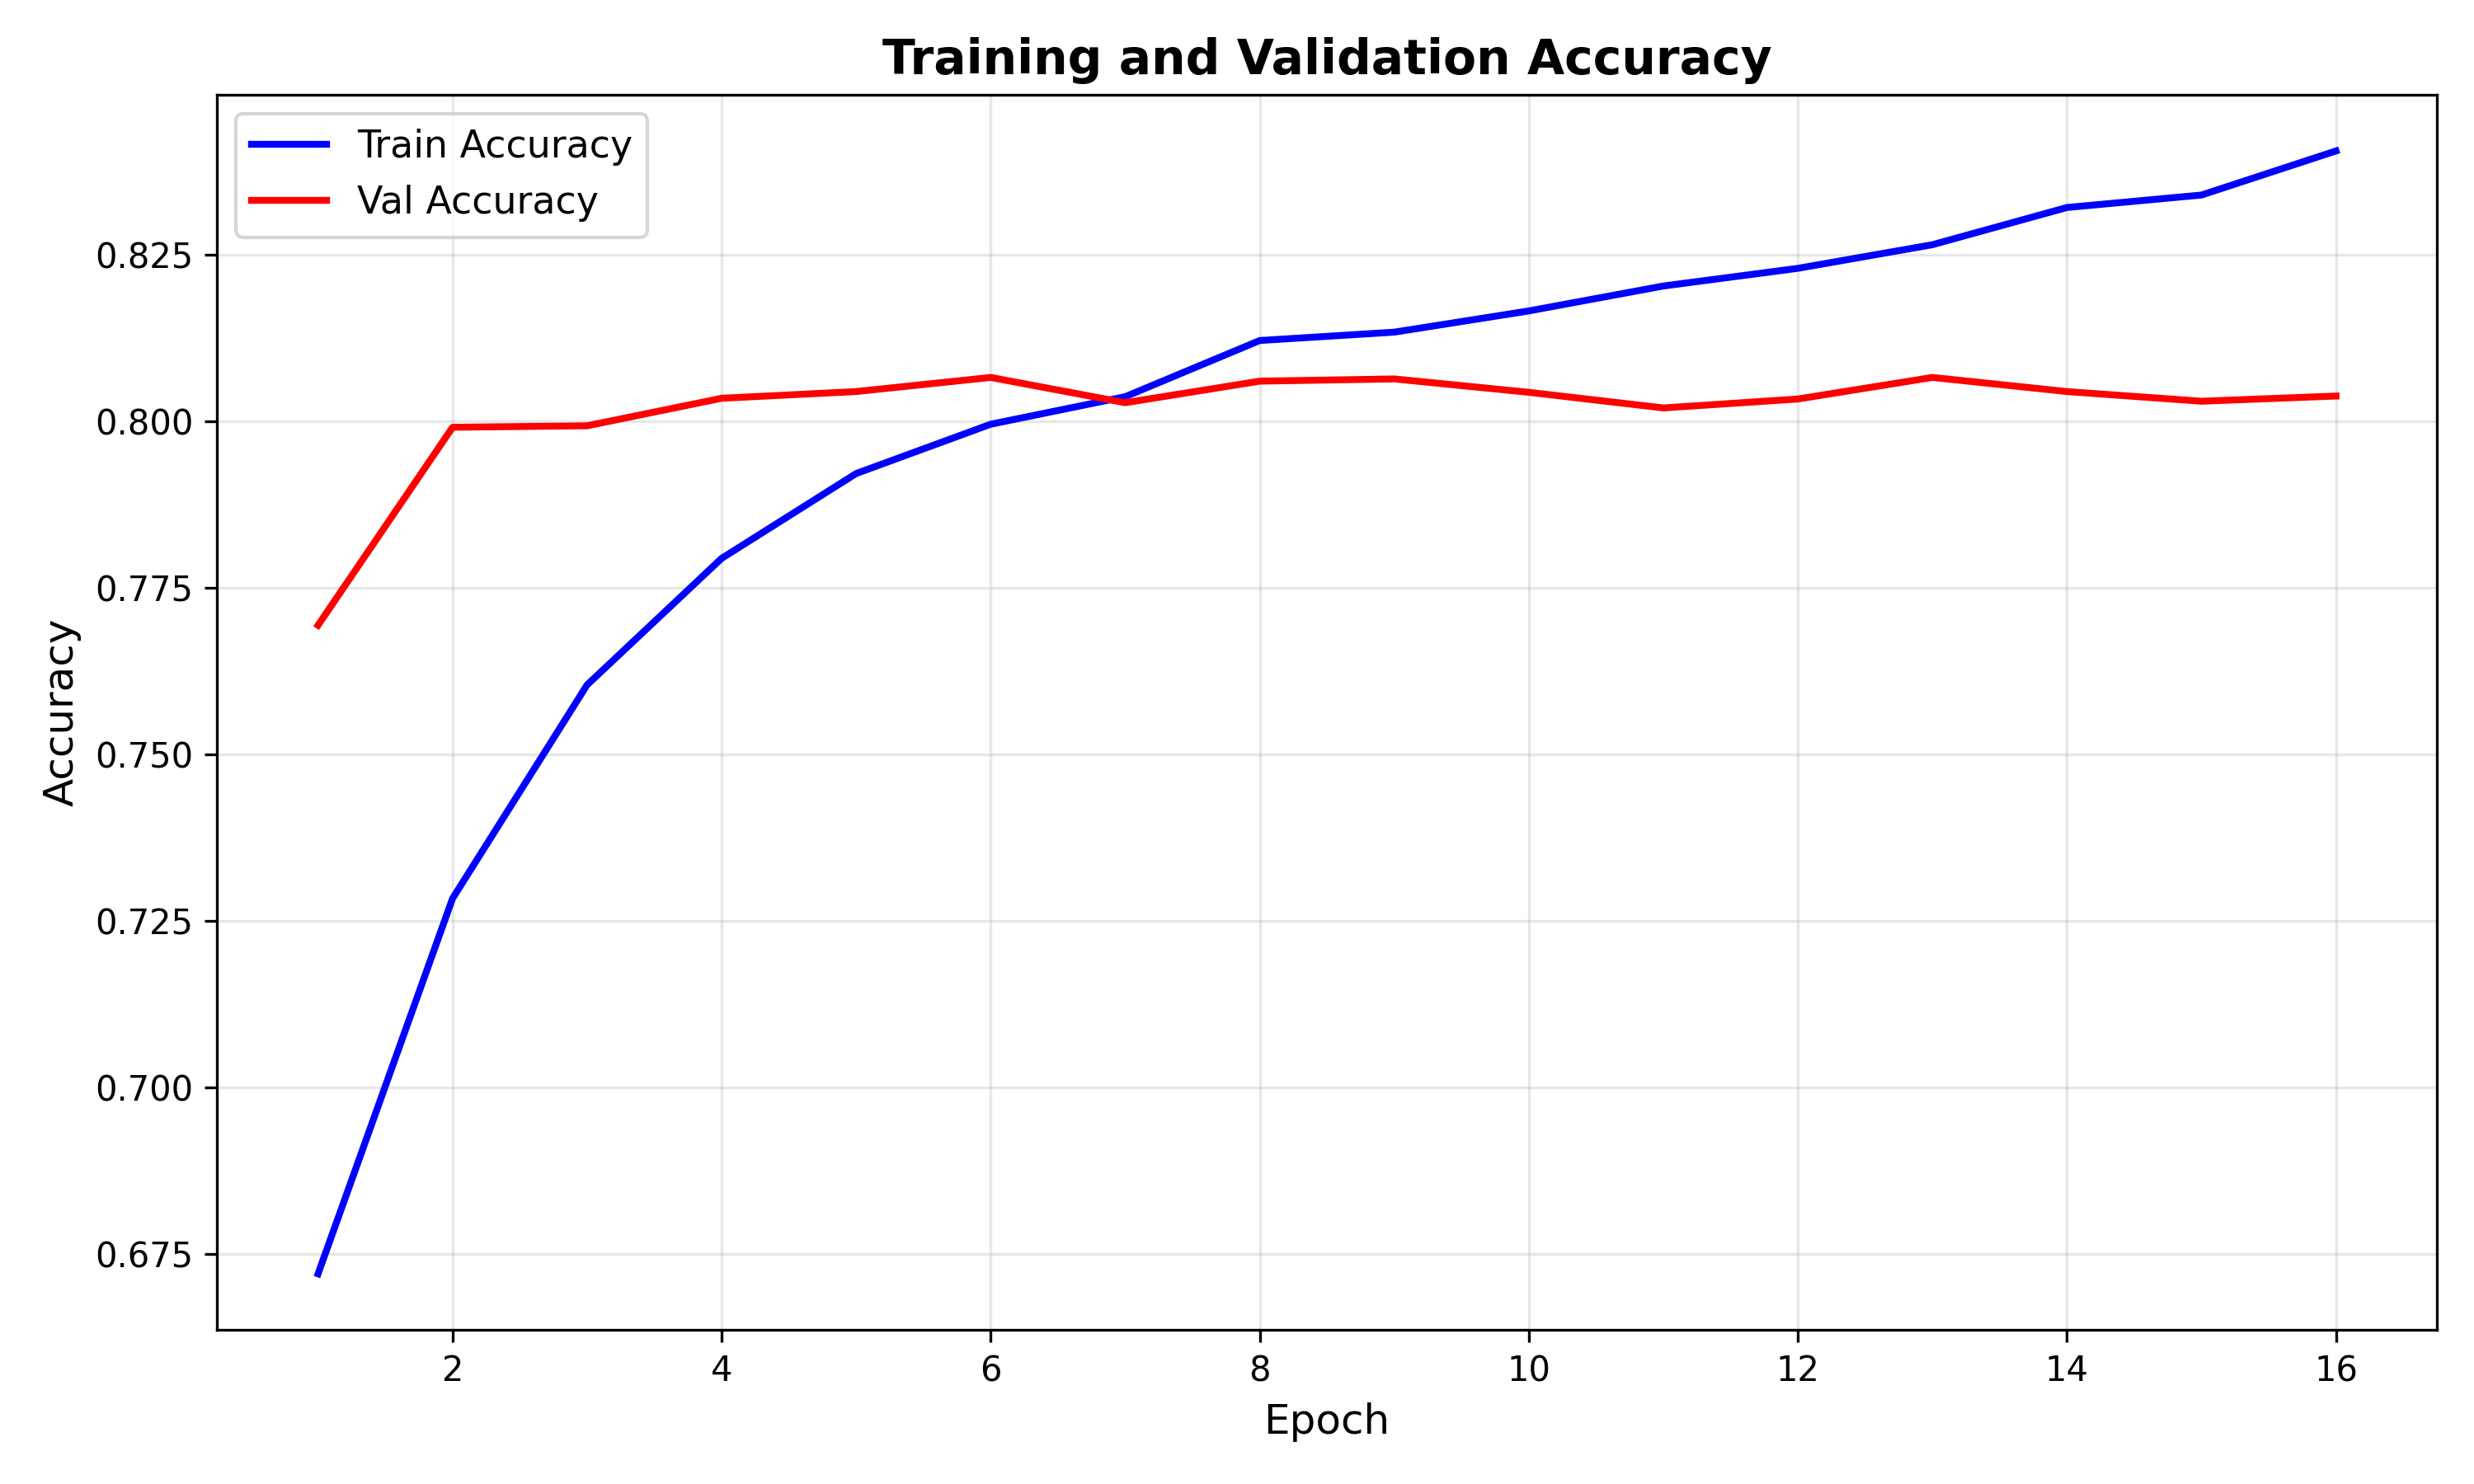 Training and Validation Accuracy
Train Accuracy
Val Accuracy
0.825
0.800
0.775
0.750
0.725
0.700
0.675
Accuracy
2 4 6 8 10 12 14 16
Epoch